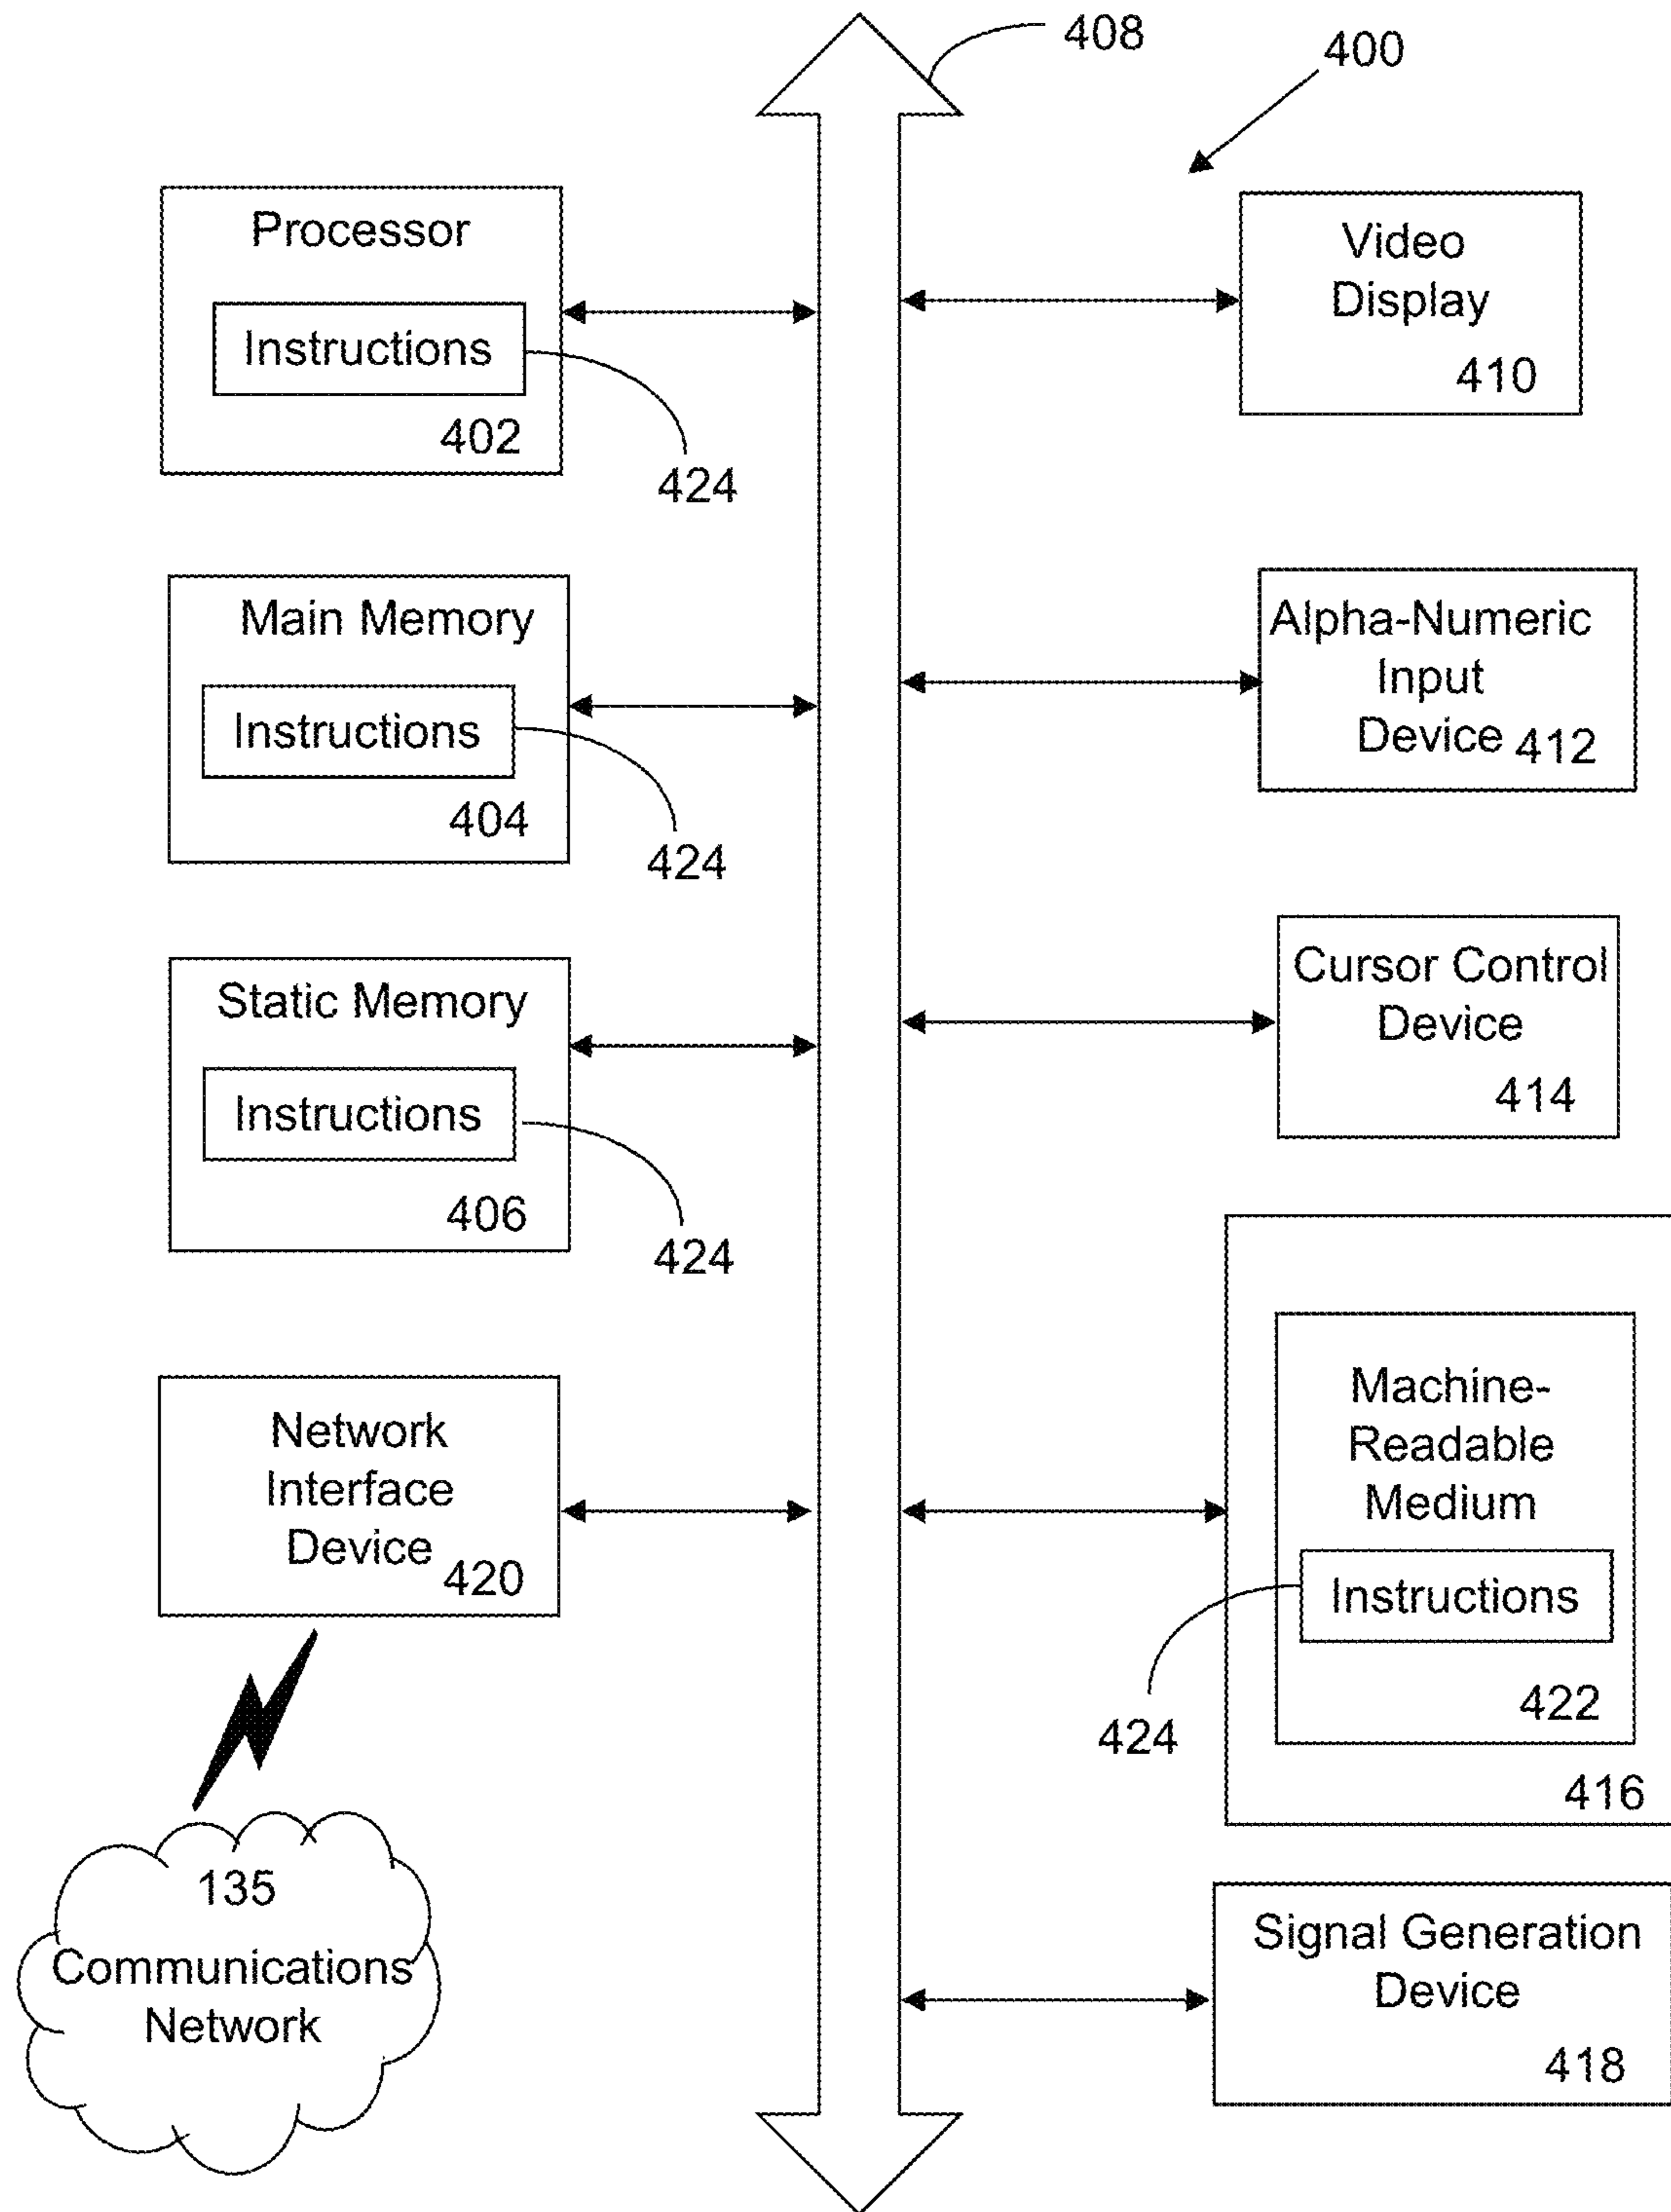 408
400
Processor
Instructions
402
424
Video
Display
410
Main Memory
Instructions
404
424
Alpha-Numeric
Input
Device 412
Static Memory
Instructions
406
424
Cursor Control
Device
414
Network
Interface
Device
420
Machine-
Readable
Medium
Instructions
422
424
416
135
Communications
Network
Signal Generation
Device
418